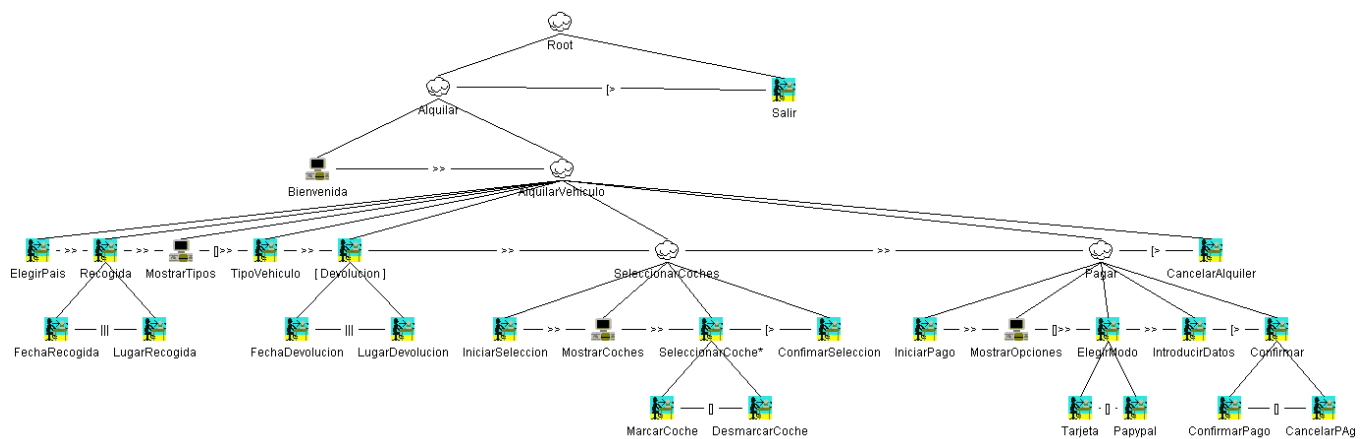 Root
[>
Alquilar
Salir
>>
Bienvenida
AlquilarVehiculo
>> >> []>> >> >> >> [>
ElegirPais Recogida MostrarTipos TipoVehiculo [ Devolucion ] SeleccionarCoches Pagar CancelarAlquiler
||| ||| >> >> [> >> []>> >> [>
FechaRecogida LugarRecogida FechaDevolucion LugarDevolucion IniciarSeleccion MostrarCoches SeleccionarCoche* ConfimarSeleccion IniciarPago MostrarOpciones ElegirModo IntroducirDatos Confirmar
[] [] []
MarcarCoche DesmarcarCoche Tarjeta Papypal ConfirmarPago CancelarPAg